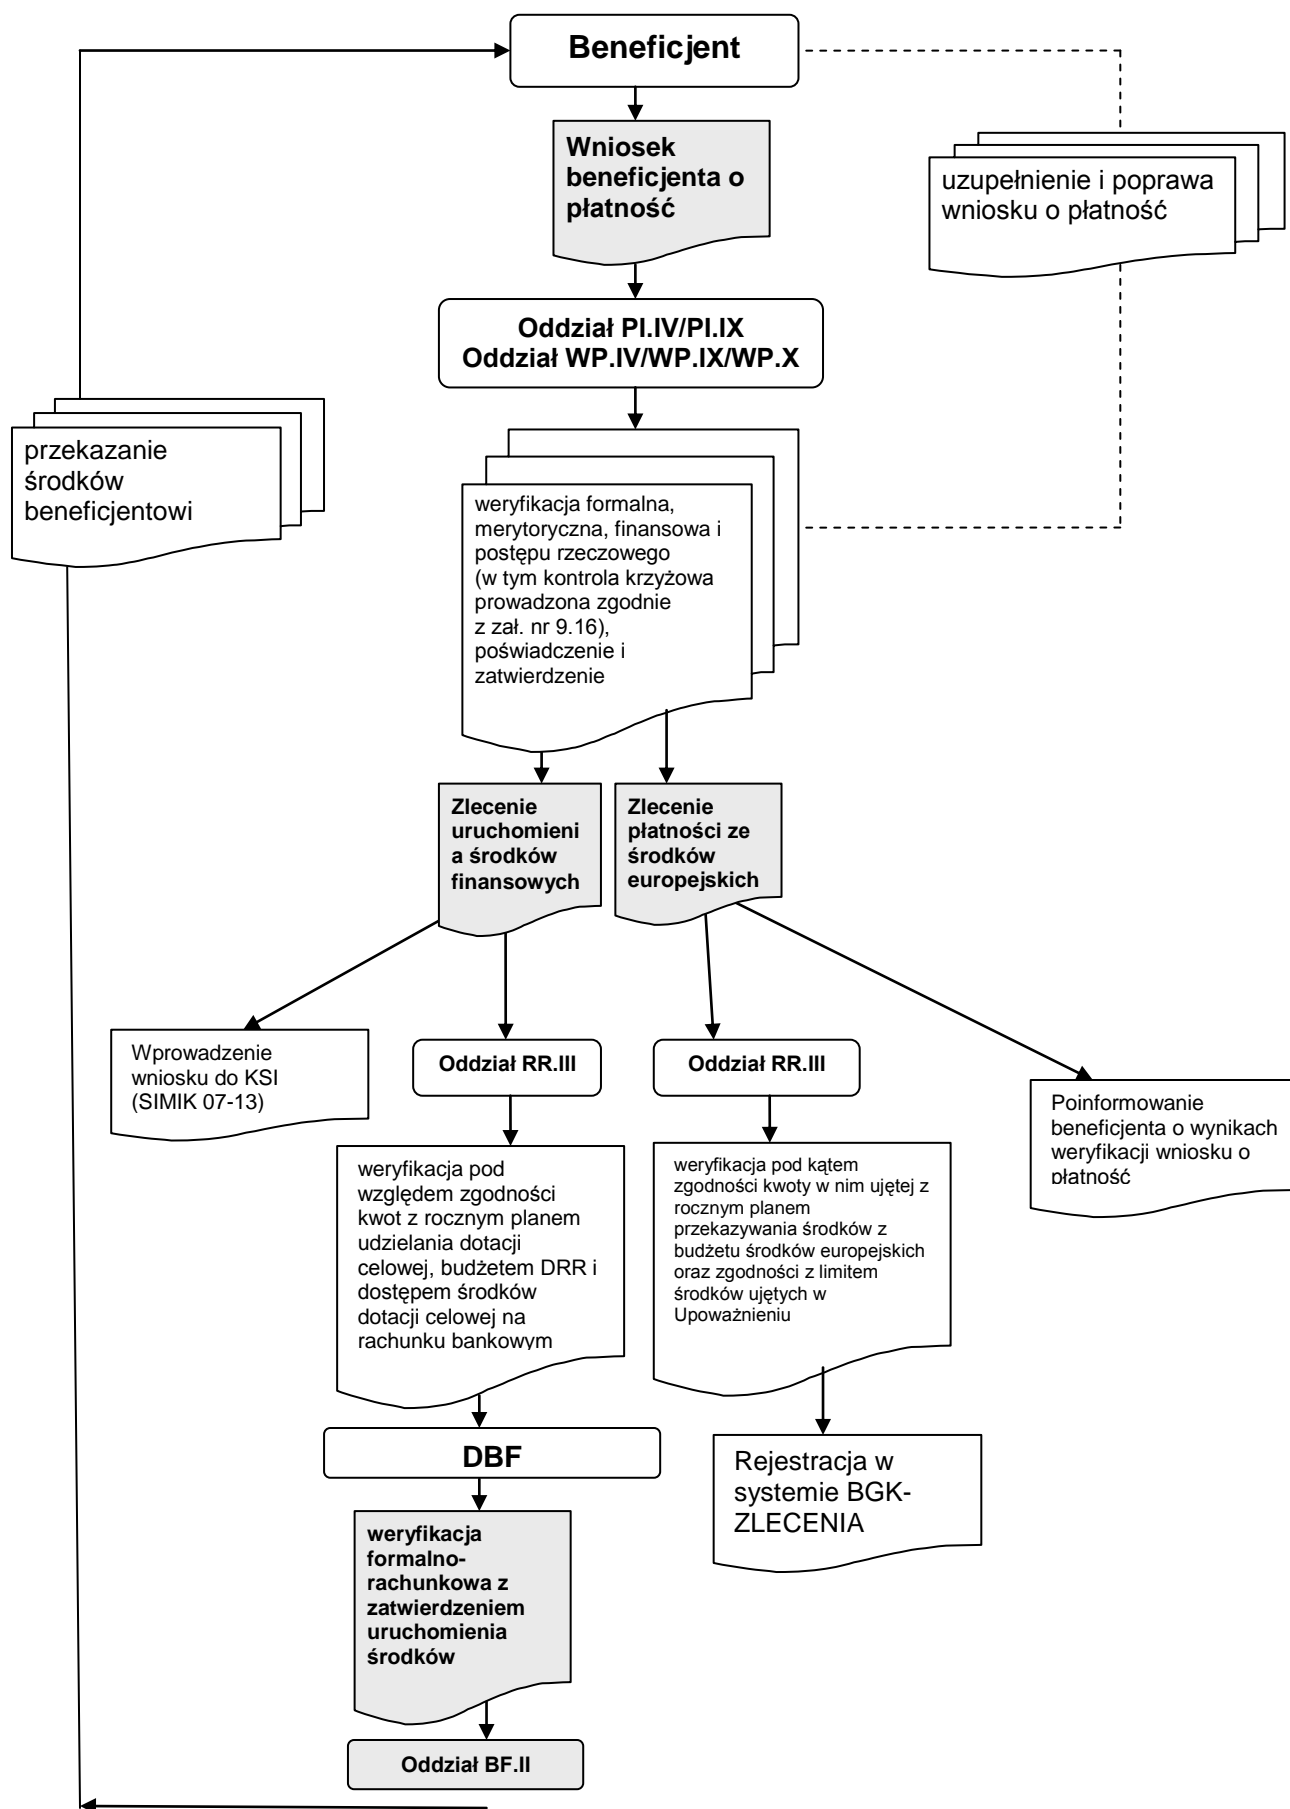 Beneficjent
Wniosek
beneficjenta o
płatność
uzupełnienie i poprawa
wniosku o płatność
Oddział PI.IV/PI.IX
Oddział WP.IV/WP.IX/WP.X
przekazanie
środków
beneficjentowi
weryfikacja formalna,
merytoryczna, finansowa i
postępu rzeczowego
(w tym kontrola krzyżowa
prowadzona zgodnie
z zał. nr 9.16),
poświadczenie i
zatwierdzenie
Zlecenie
uruchomieni
a środków
finansowych
Zlecenie
płatności ze
środków
europejskich
Wprowadzenie
wniosku do KSI
(SIMIK 07-13)
Oddział RR.III
Oddział RR.III
Poinformowanie
beneficjenta o wynikach
weryfikacji wniosku o
płatność
weryfikacja pod
względem zgodności
kwot z rocznym planem
udzielania dotacji
celowej, budżetem DRR i
dostępem środków
dotacji celowej na
rachunku bankowym
weryfikacja pod kątem
zgodności kwoty w nim ujętej z
rocznym planem
przekazywania środków z
budżetu środków europejskich
oraz zgodności z limitem
środków ujętych w
Upoważnieniu
DBF
Rejestracja w
systemie BGK-
ZLECENIA
weryfikacja
formalno-
rachunkowa z
zatwierdzeniem
uruchomienia
środków
Oddział BF.II